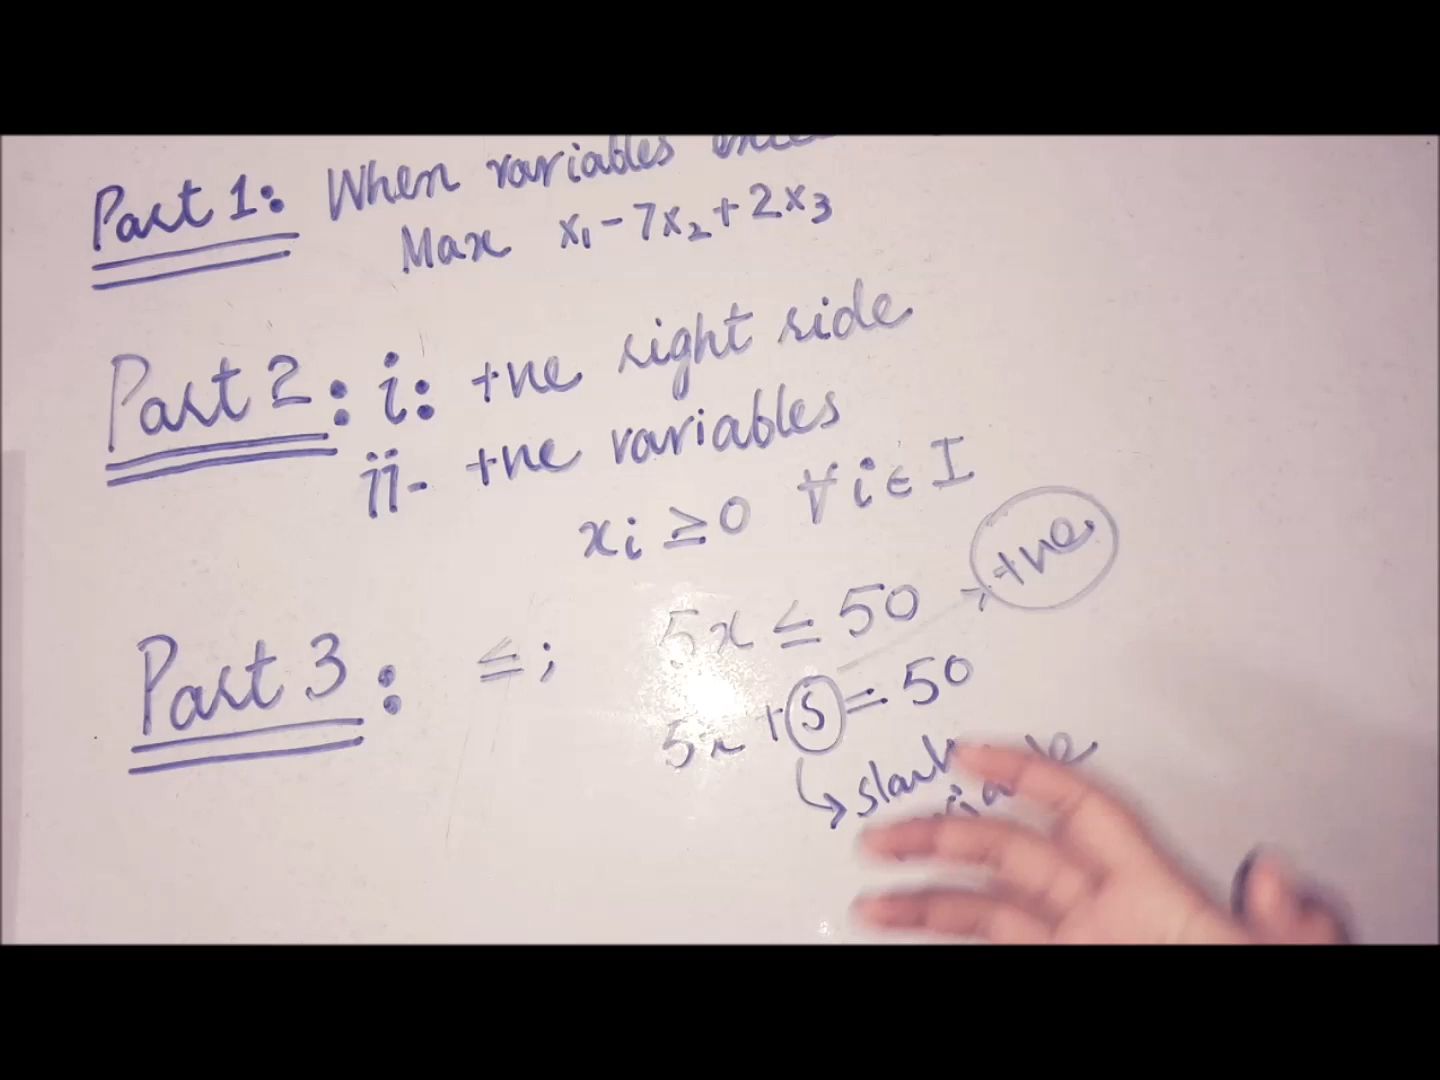 Part 1: When variables
Max x₁ - 7x₂ + 2x₃
Part 2: i: +ve right side
ii- +ve variables
xi ≥ 0 ∀ i ∈ I
Part 3: ≤; 5x ≤ 50 → +ve
5x + S = 50
↳ slack